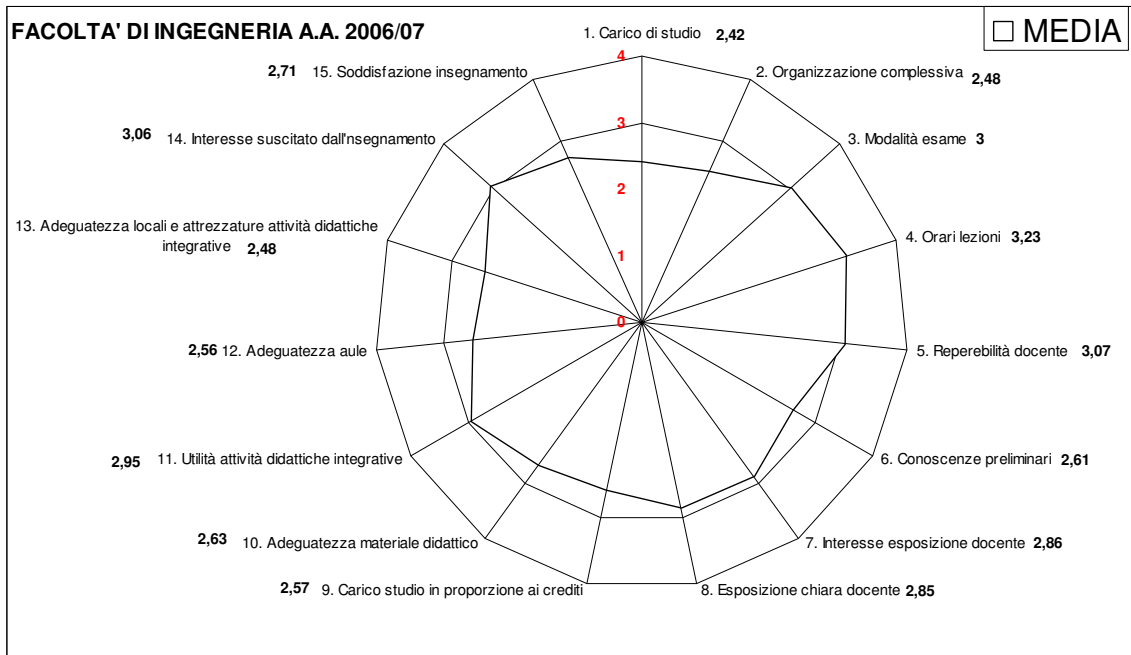 FACOLTA' DI INGEGNERIA A.A. 2006/07
MEDIA
1. Carico di studio 2,42
2. Organizzazione complessiva 2,48
3. Modalità esame 3
4. Orari lezioni 3,23
5. Reperebilità docente 3,07
6. Conoscenze preliminari 2,61
7. Interesse esposizione docente 2,86
8. Esposizione chiara docente 2,85
2,57 9. Carico studio in proporzione ai crediti
2,63 10. Adeguatezza materiale didattico
2,95 11. Utilità attività didattiche integrative
2,56 12. Adeguatezza aule
13. Adeguatezza locali e attrezzature attività didattiche
integrative 2,48
3,06 14. Interesse suscitato dall'nsegnamento
2,71 15. Soddisfazione insegnamento
4
3
2
1
0